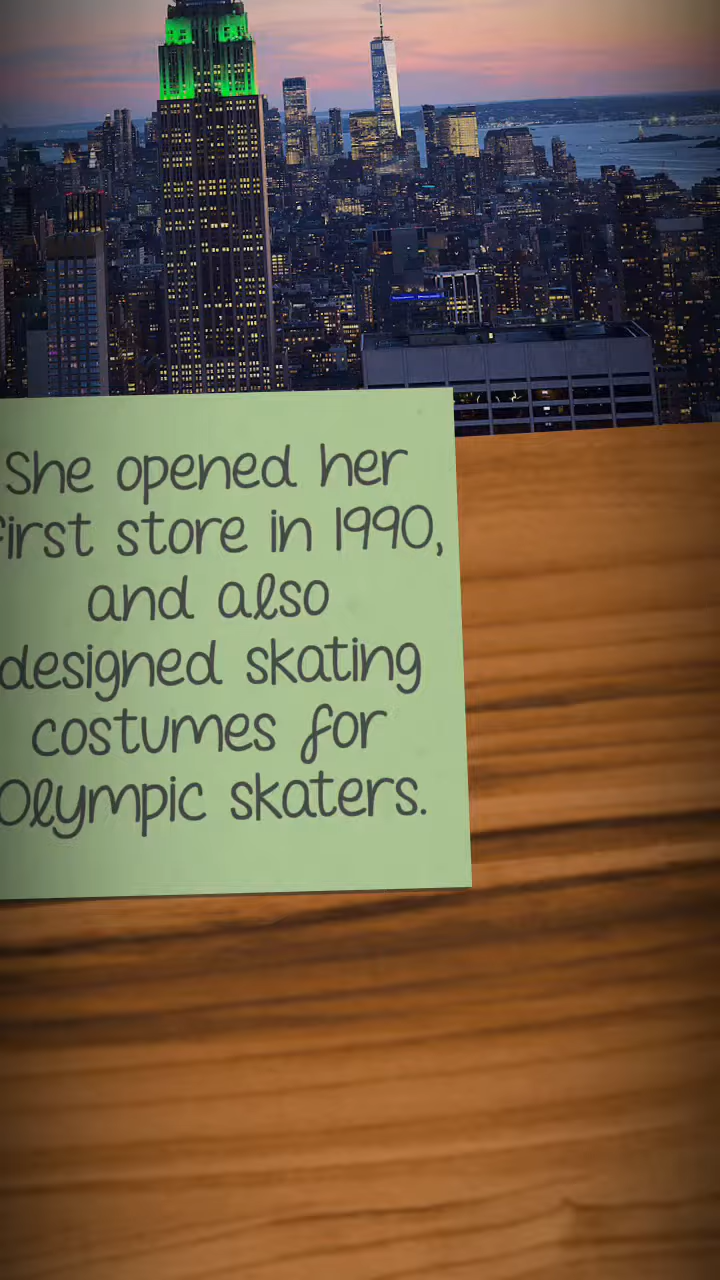 She opened her
first store in 1990,
and also
designed skating
costumes for
Olympic skaters.